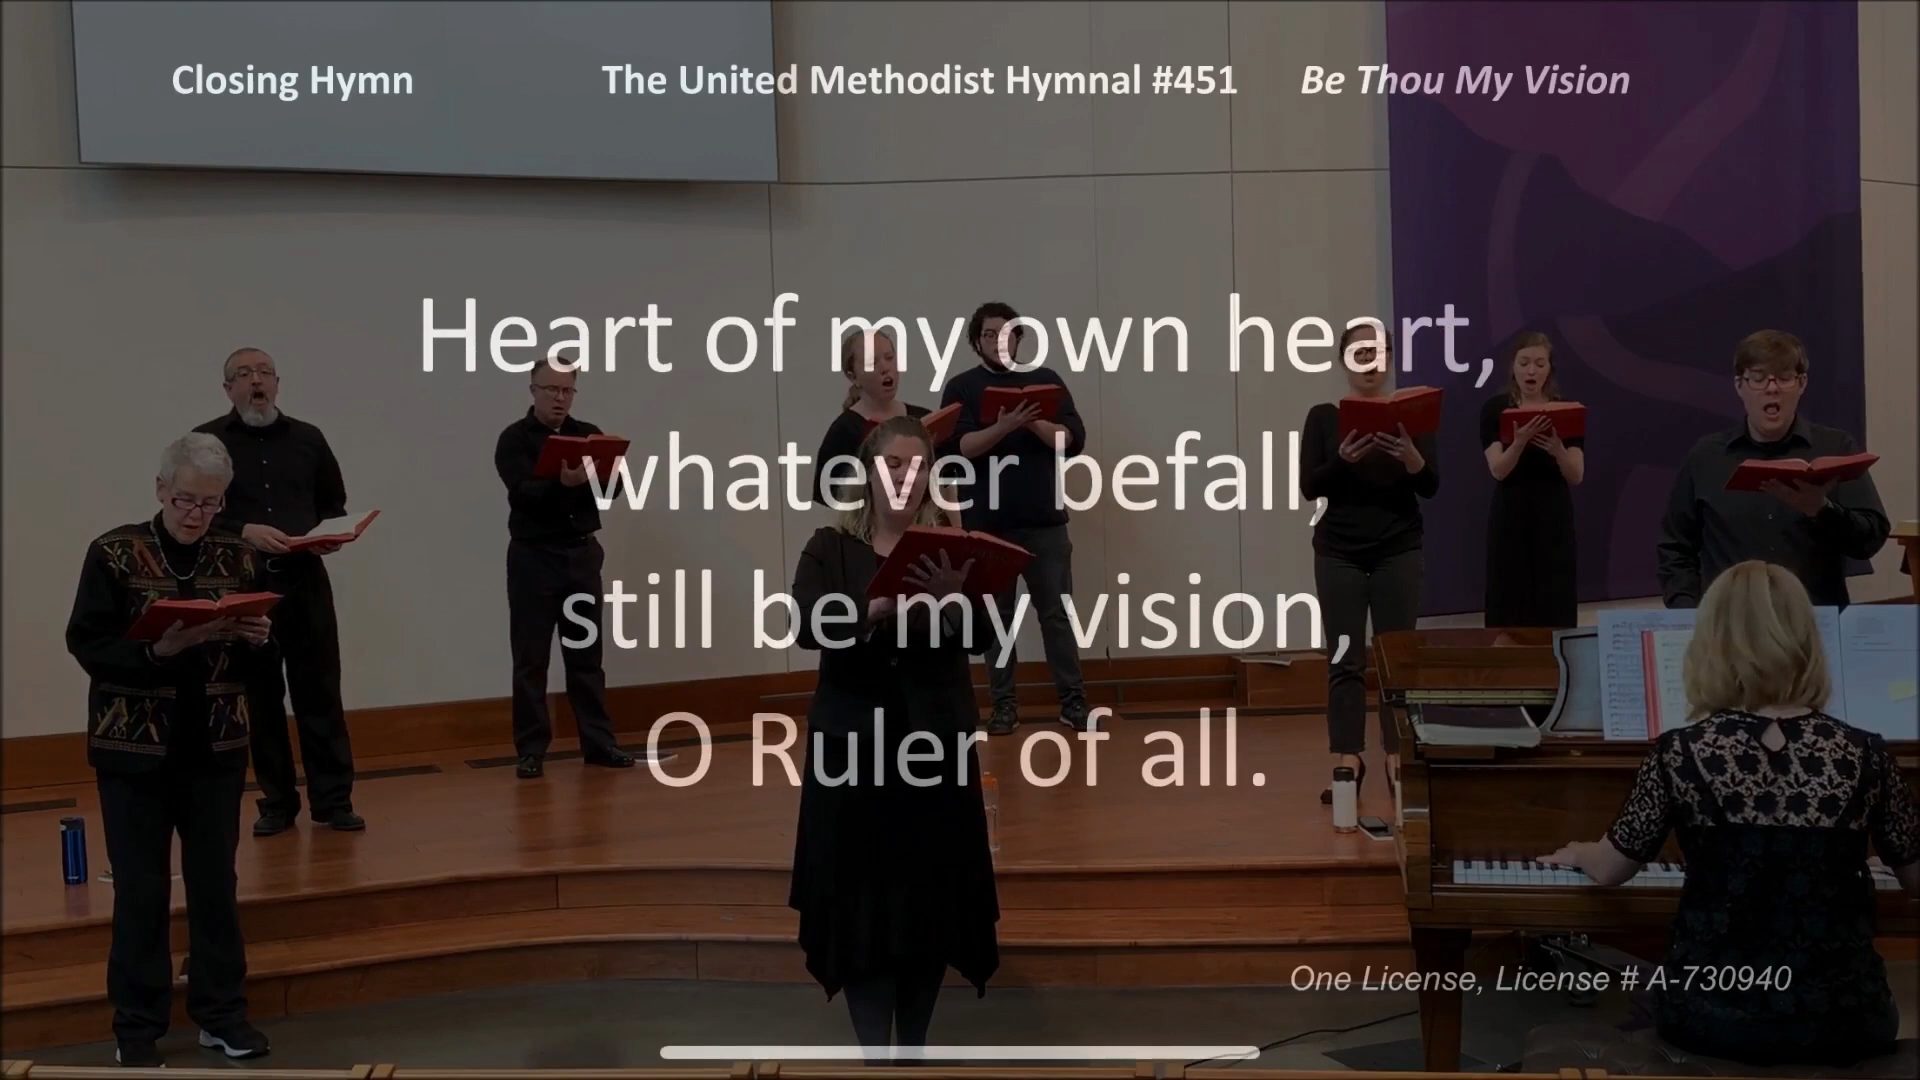 Closing Hymn The United Methodist Hymnal #451 Be Thou My Vision
Heart of my own heart,
whatever befall,
still be my vision,
O Ruler of all.
One License, License # A-730940